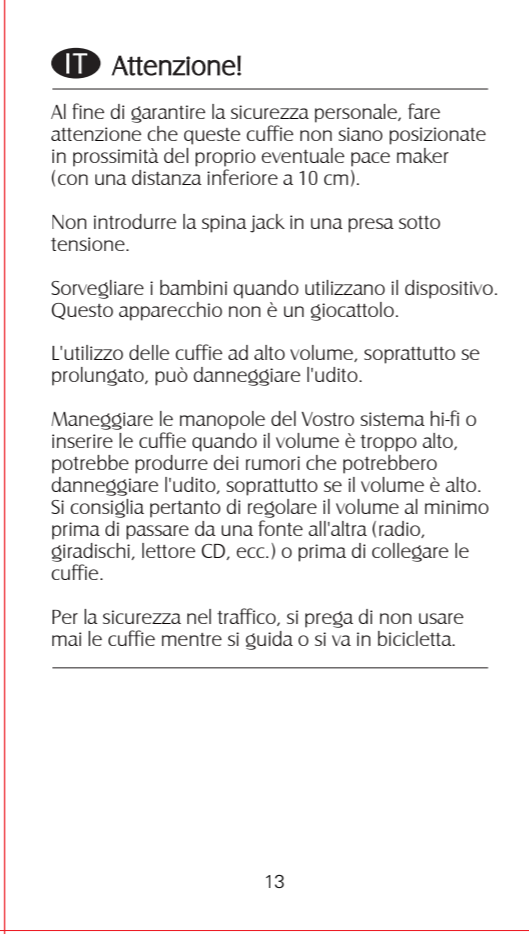 IT Attenzione!
Al fine di garantire la sicurezza personale, fare
attenzione che queste cuffie non siano posizionate
in prossimità del proprio eventuale pace maker
(con una distanza inferiore a 10 cm).
Non introdurre la spina jack in una presa sotto
tensione.
Sorvegliare i bambini quando utilizzano il dispositivo.
Questo apparecchio non è un giocattolo.
L'utilizzo delle cuffie ad alto volume, soprattutto se
prolungato, può danneggiare l'udito.
Maneggiare le manopole del Vostro sistema hi-fi o
inserire le cuffie quando il volume è troppo alto,
potrebbe produrre dei rumori che potrebbero
danneggiare l'udito, soprattutto se il volume è alto.
Si consiglia pertanto di regolare il volume al minimo
prima di passare da una fonte all'altra (radio,
giradischi, lettore CD, ecc.) o prima di collegare le
cuffie.
Per la sicurezza nel traffico, si prega di non usare
mai le cuffie mentre si guida o si va in bicicletta.
13